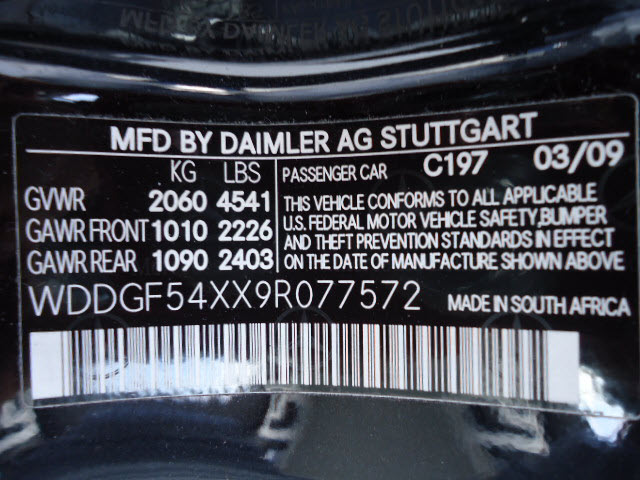 MFD BY DAIMLER AG STUTTGART
KG LBS
GVWR 2060 4541
GAWR FRONT 1010 2226
GAWR REAR 1090 2403
PASSENGER CAR C197 03/09
THIS VEHICLE CONFORMS TO ALL APPLICABLE
U.S. FEDERAL MOTOR VEHICLE SAFETY, BUMPER
AND THEFT PREVENTION STANDARDS IN EFFECT
ON THE DATE OF MANUFACTURE SHOWN ABOVE
WDDGF54XX9R077572 MADE IN SOUTH AFRICA